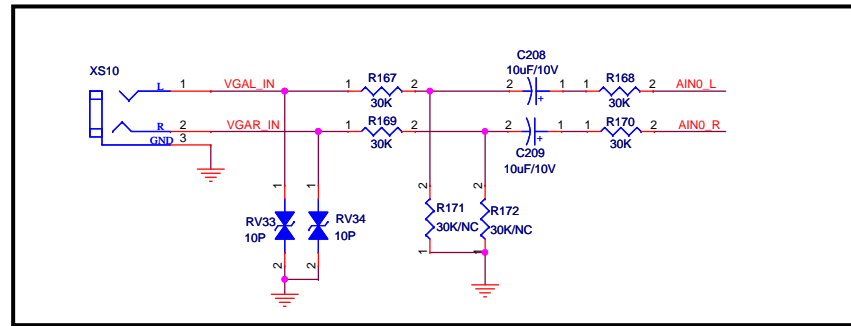 XS10
L 1 VGAL_IN 1 R167 2 2 C208 1 1 R168 2 AIN0_L
30K 10uF/10V + 30K
R 2 VGAR_IN 1 R169 2 2 C209 1 1 R170 2 AIN0_R
30K 10uF/10V + 30K
GND 3
1 RV33 2
10P
1 RV34 2
10P
2 R171 1
30K/NC
2 R172 1
30K/NC